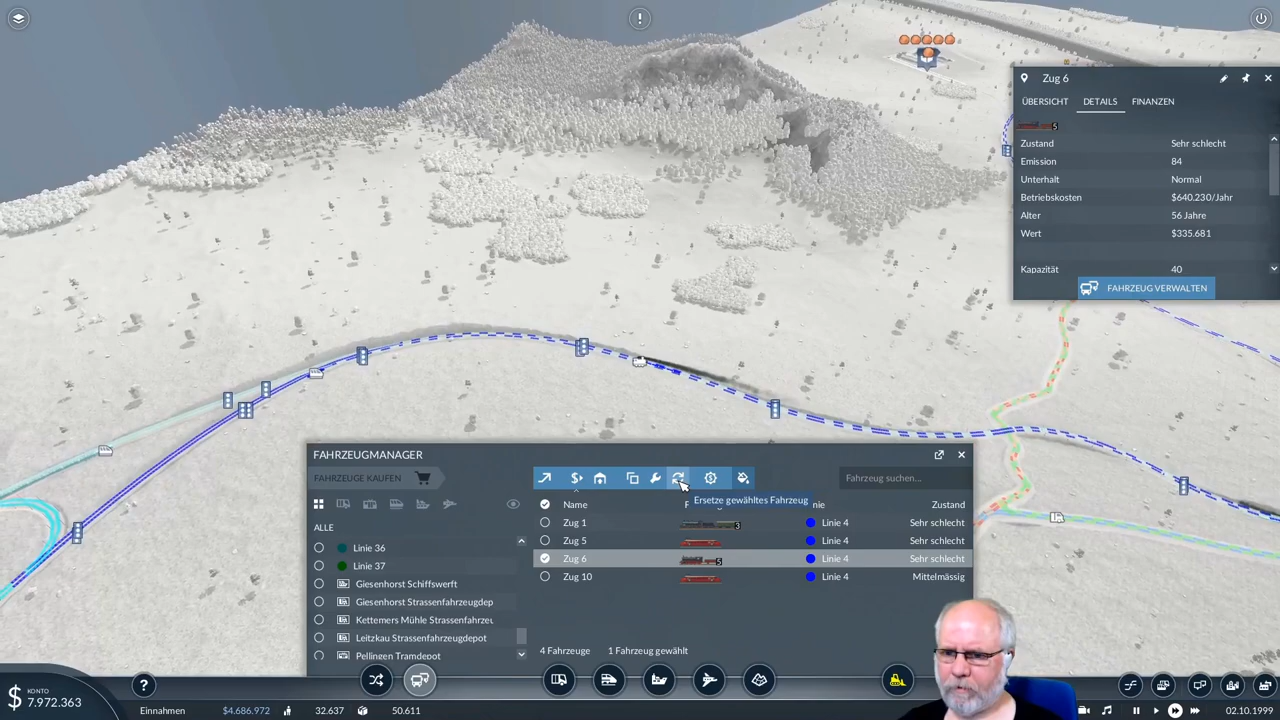 Zug 6
ÜBERSICHT DETAILS FINANZEN
5
Zustand Sehr schlecht
Emission 84
Unterhalt Normal
Betriebskosten $640.230/Jahr
Alter 56 Jahre
Wert $335.681
Kapazität 40
FAHRZEUG VERWALTEN
FAHRZEUGMANAGER
FAHRZEUGE KAUFEN
Fahrzeug suchen...
Ersetze gewähltes Fahrzeug
Name F nie Zustand
ALLE
Zug 1 3 Linie 4 Sehr schlecht
Linie 36
Zug 5 Linie 4 Sehr schlecht
Linie 37
Zug 6 5 Linie 4 Sehr schlecht
Giesenhorst Schiffswerft
Zug 10 Linie 4 Mittelmässig
Giesenhorst Strassenfahrzeugdep
Kettemers Mühle Strassenfahrzeu
Leitzkau Strassenfahrzeugdepot
Pellingen Tramdepot
4 Fahrzeuge 1 Fahrzeug gewählt
$ KONTO
7.972.363
?
Einnahmen $4.686.972 32.637 50.611
02.10.1999